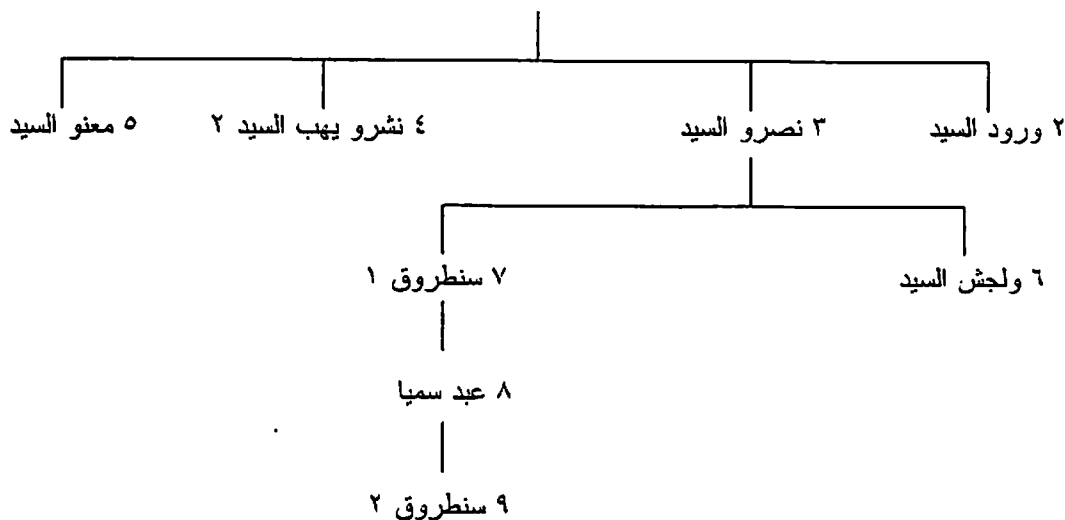 ٢ ورود السيد ٣ نصرو السيد ٤ نشرو يهب السيد ٢ ٥ معنو السيد
٦ ولجش السيد ٧ سنطروق ١
٨ عبد سميا
٩ سنطروق ٢